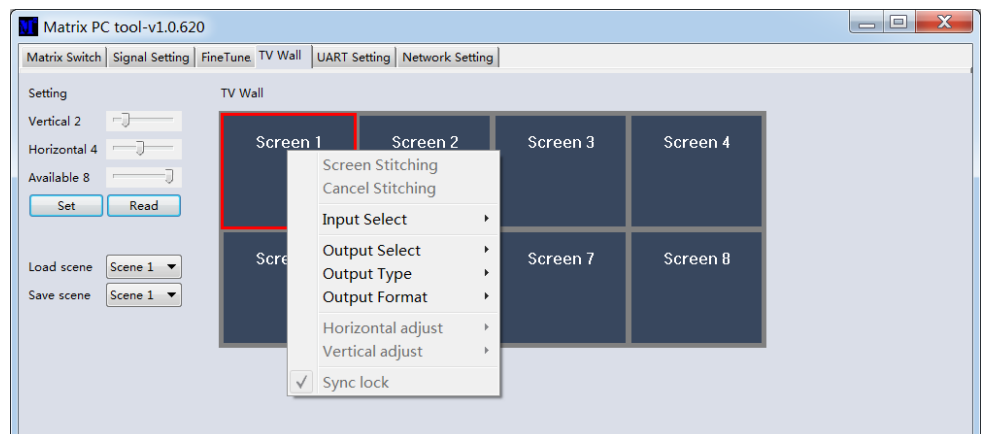 Matrix PC tool-v1.0.620
Matrix Switch Signal Setting FineTune TV Wall UART Setting Network Setting
Setting
Vertical 2
Horizontal 4
Available 8
Set Read
Load scene Scene 1
Save scene Scene 1
TV Wall
Screen 1 Screen 2 Screen 3 Screen 4
Scre Screen 7 Screen 8
Screen Stitching
Cancel Stitching
Input Select
Output Select
Output Type
Output Format
Horizontal adjust
Vertical adjust
Sync lock